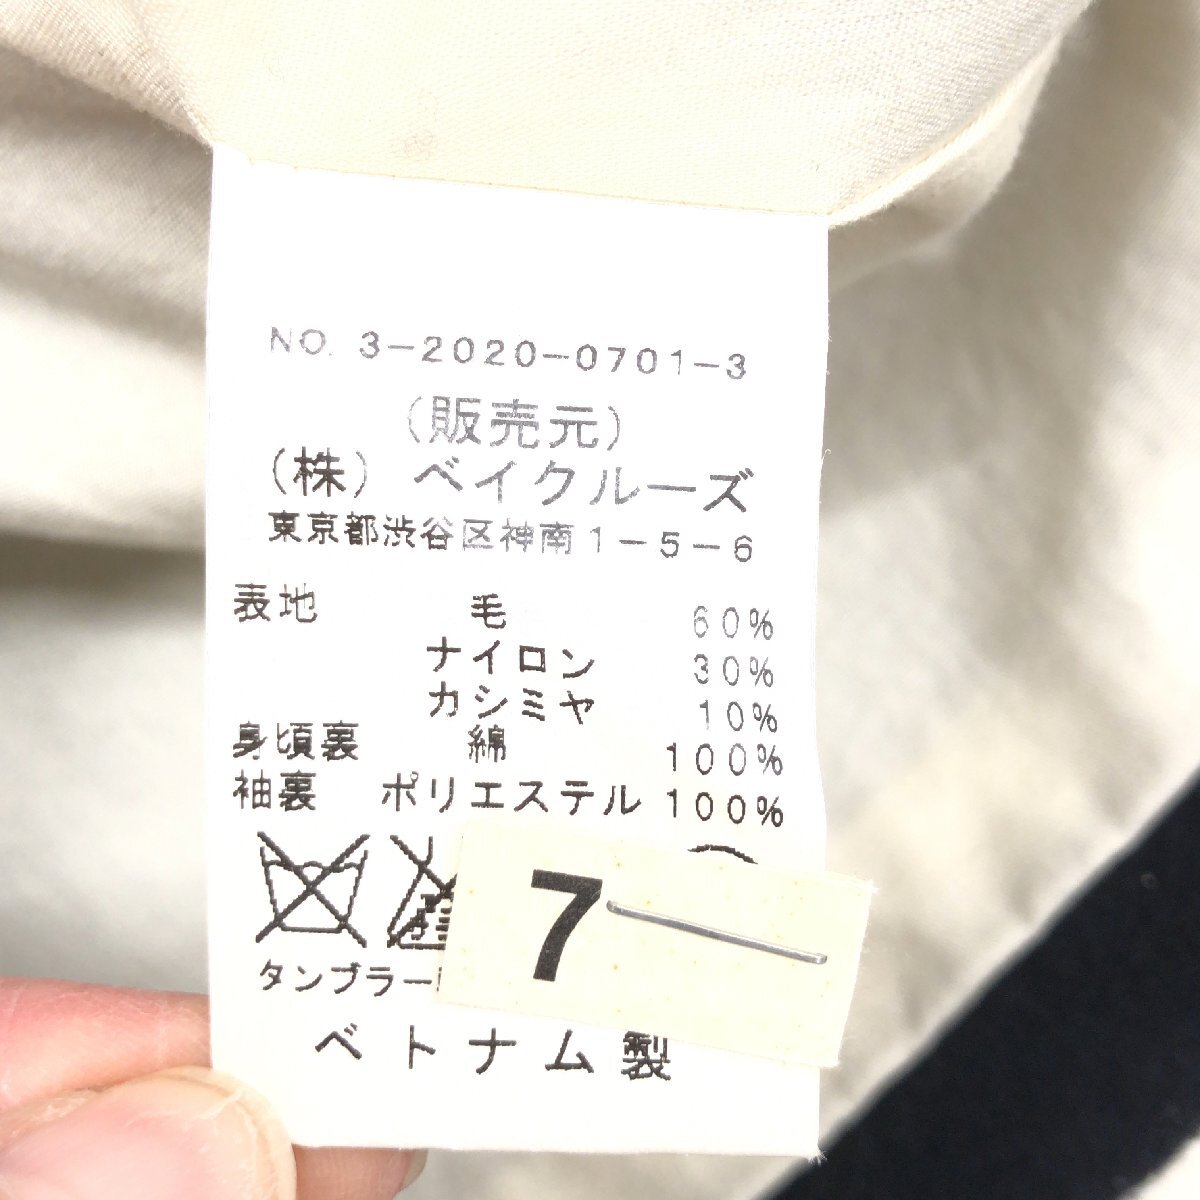 NO. 3-2020-0701-3
(販売元)
(株) ベイクルーズ
東京都渋谷区神南1-5-6
表地 毛 60%
ナイロン 30%
カシミヤ 10%
身頃裏 綿 100%
袖裏 ポリエステル 100%
7
タンブラー
ベトナム製